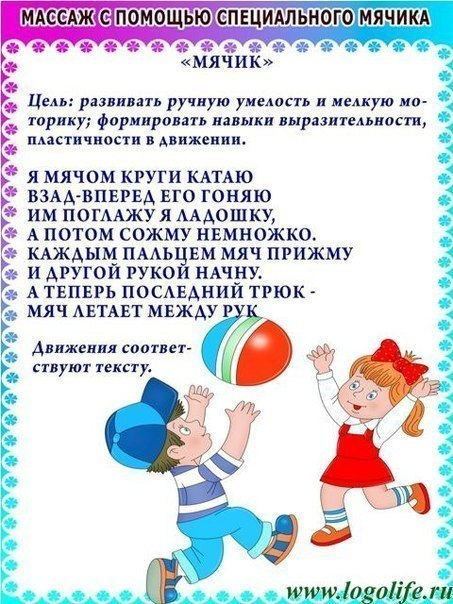 МАССАЖ С ПОМОЩЬЮ СПЕЦИАЛЬНОГО МЯЧИКА
«МЯЧИК»
Цель: развивать ручную умелость и мелкую мо-
торику; формировать навыки выразительности,
пластичности в движении.
Я МЯЧОМ КРУГИ КАТАЮ
ВЗАД-ВПЕРЕД ЕГО ГОНЯЮ
ИМ ПОГЛАЖУ Я ЛАДОШКУ,
А ПОТОМ СОЖМУ НЕМНОЖКО.
КАЖДЫМ ПАЛЬЦЕМ МЯЧ ПРИЖМУ
И ДРУГОЙ РУКОЙ НАЧНУ.
А ТЕПЕРЬ ПОСЛЕДНИЙ ТРЮК -
МЯЧ ЛЕТАЕТ МЕЖДУ РУК
Движения соответ-
ствуют тексту.
www.logolife.ru